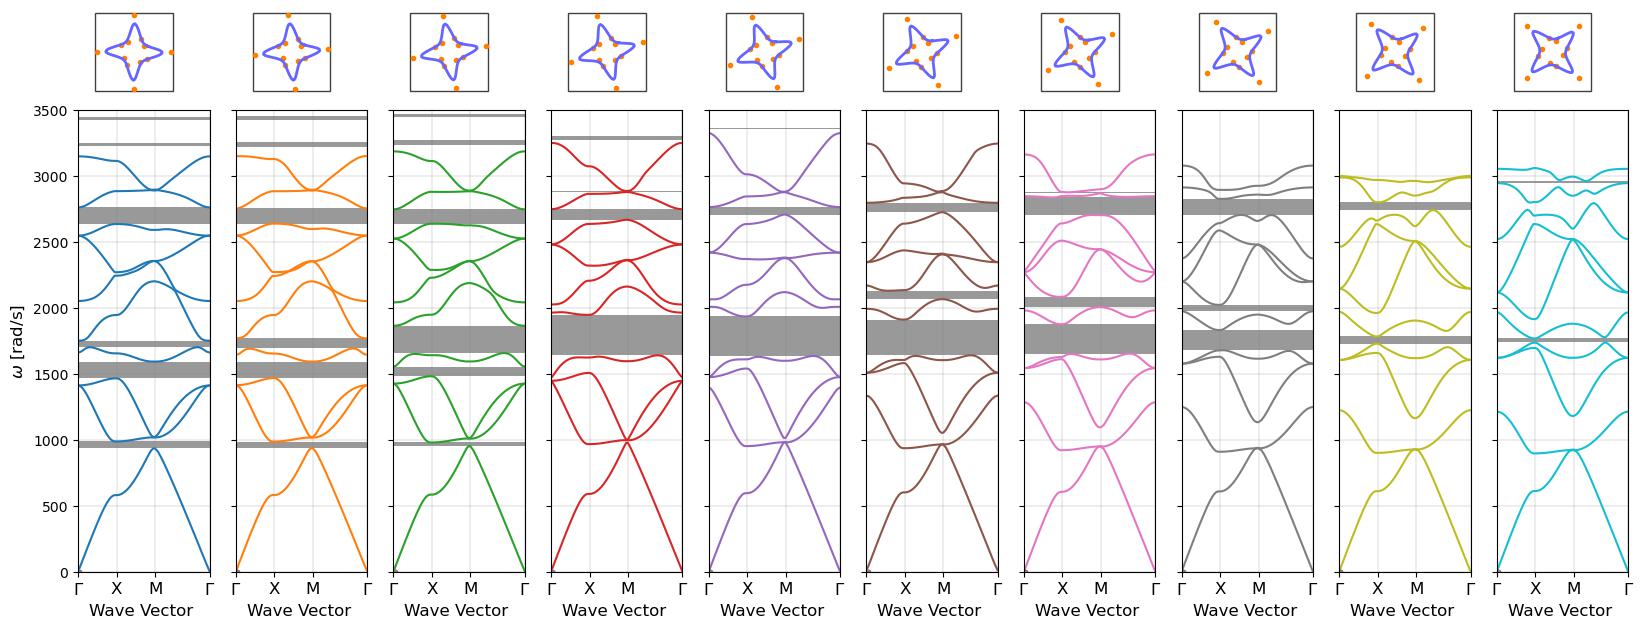 3500
3000
2500
2000
1500
1000
500
0
ω [rad/s]
Γ X M Γ Γ X M Γ Γ X M Γ Γ X M Γ Γ X M Γ Γ X M Γ Γ X M Γ Γ X M Γ Γ X M Γ Γ X M Γ
Wave Vector Wave Vector Wave Vector Wave Vector Wave Vector Wave Vector Wave Vector Wave Vector Wave Vector Wave Vector